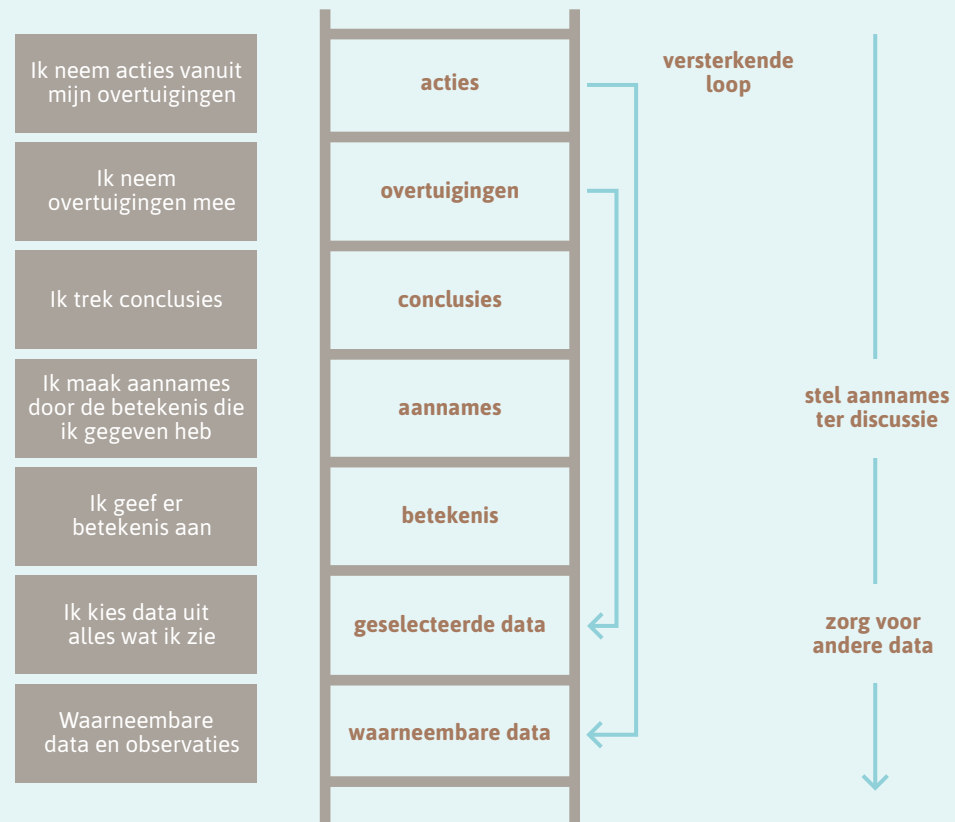 Ik neem acties vanuit
mijn overtuigingen
acties
versterkende
loop
Ik neem
overtuigingen mee
overtuigingen
Ik trek conclusies
conclusies
Ik maak aannames
door de betekenis die
ik gegeven heb
aannames
stel aannames
ter discussie
Ik geef er
betekenis aan
betekenis
Ik kies data uit
alles wat ik zie
geselecteerde data
zorg voor
andere data
Waarneembare
data en observaties
waarneembare data